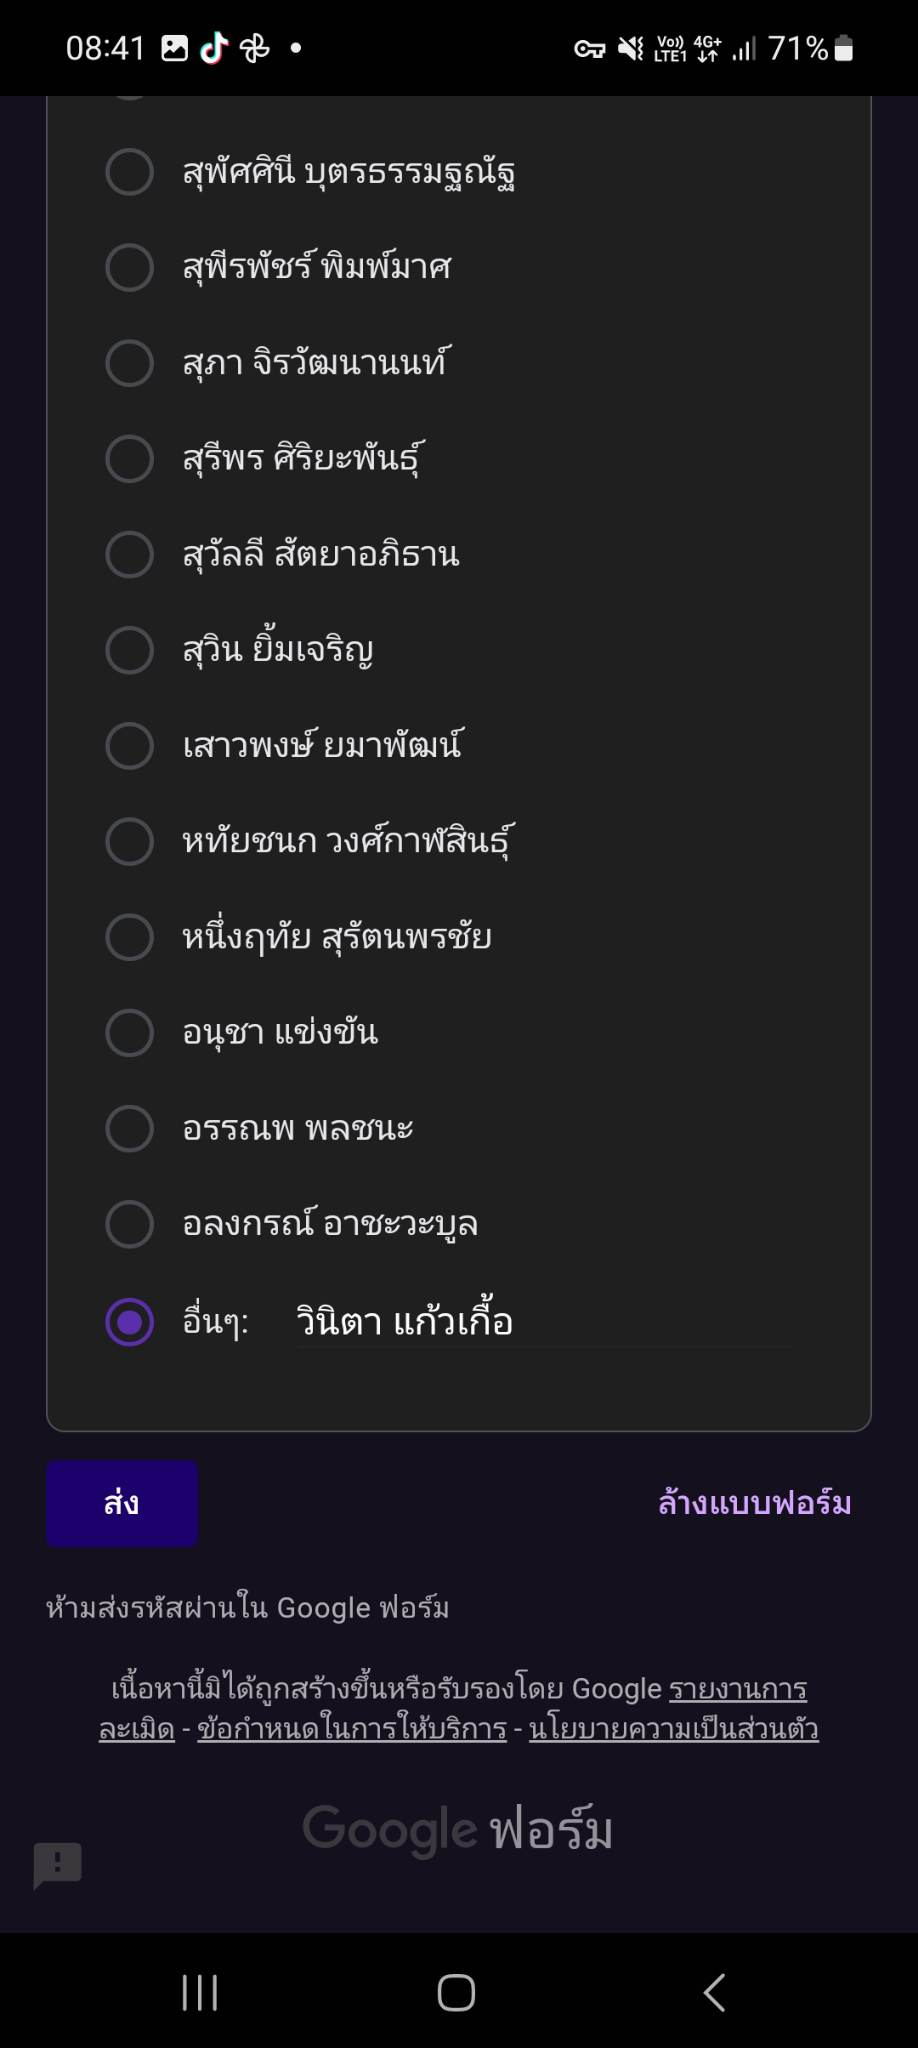 08:41
Vo)) LTE1 4G+ 71%
สุพัศศินี บุตรธรรมฐณัฐ
สุพีรพัชร์ พิมพ์มาศ
สุภา จิรวัฒนานนท์
สุรีพร ศิริยะพันธุ์
สุวัลลี สัตยาอภิธาน
สุวิน ยิ้มเจริญ
เสาวพงษ์ ยมาพัฒน์
หทัยชนก วงศ์กาฬสินธุ์
หนึ่งฤทัย สุรัตนพรชัย
อนุชา แข่งขัน
อรรณพ พลชนะ
อลงกรณ์ อาชะวะบูล
อื่นๆ: วินิตา แก้วเกื้อ
ส่ง ล้างแบบฟอร์ม
ห้ามส่งรหัสผ่านใน Google ฟอร์ม
เนื้อหานี้มิได้ถูกสร้างขึ้นหรือรับรองโดย Google รายงานการ
ละเมิด - ข้อกำหนดในการให้บริการ - นโยบายความเป็นส่วนตัว
Google ฟอร์ม